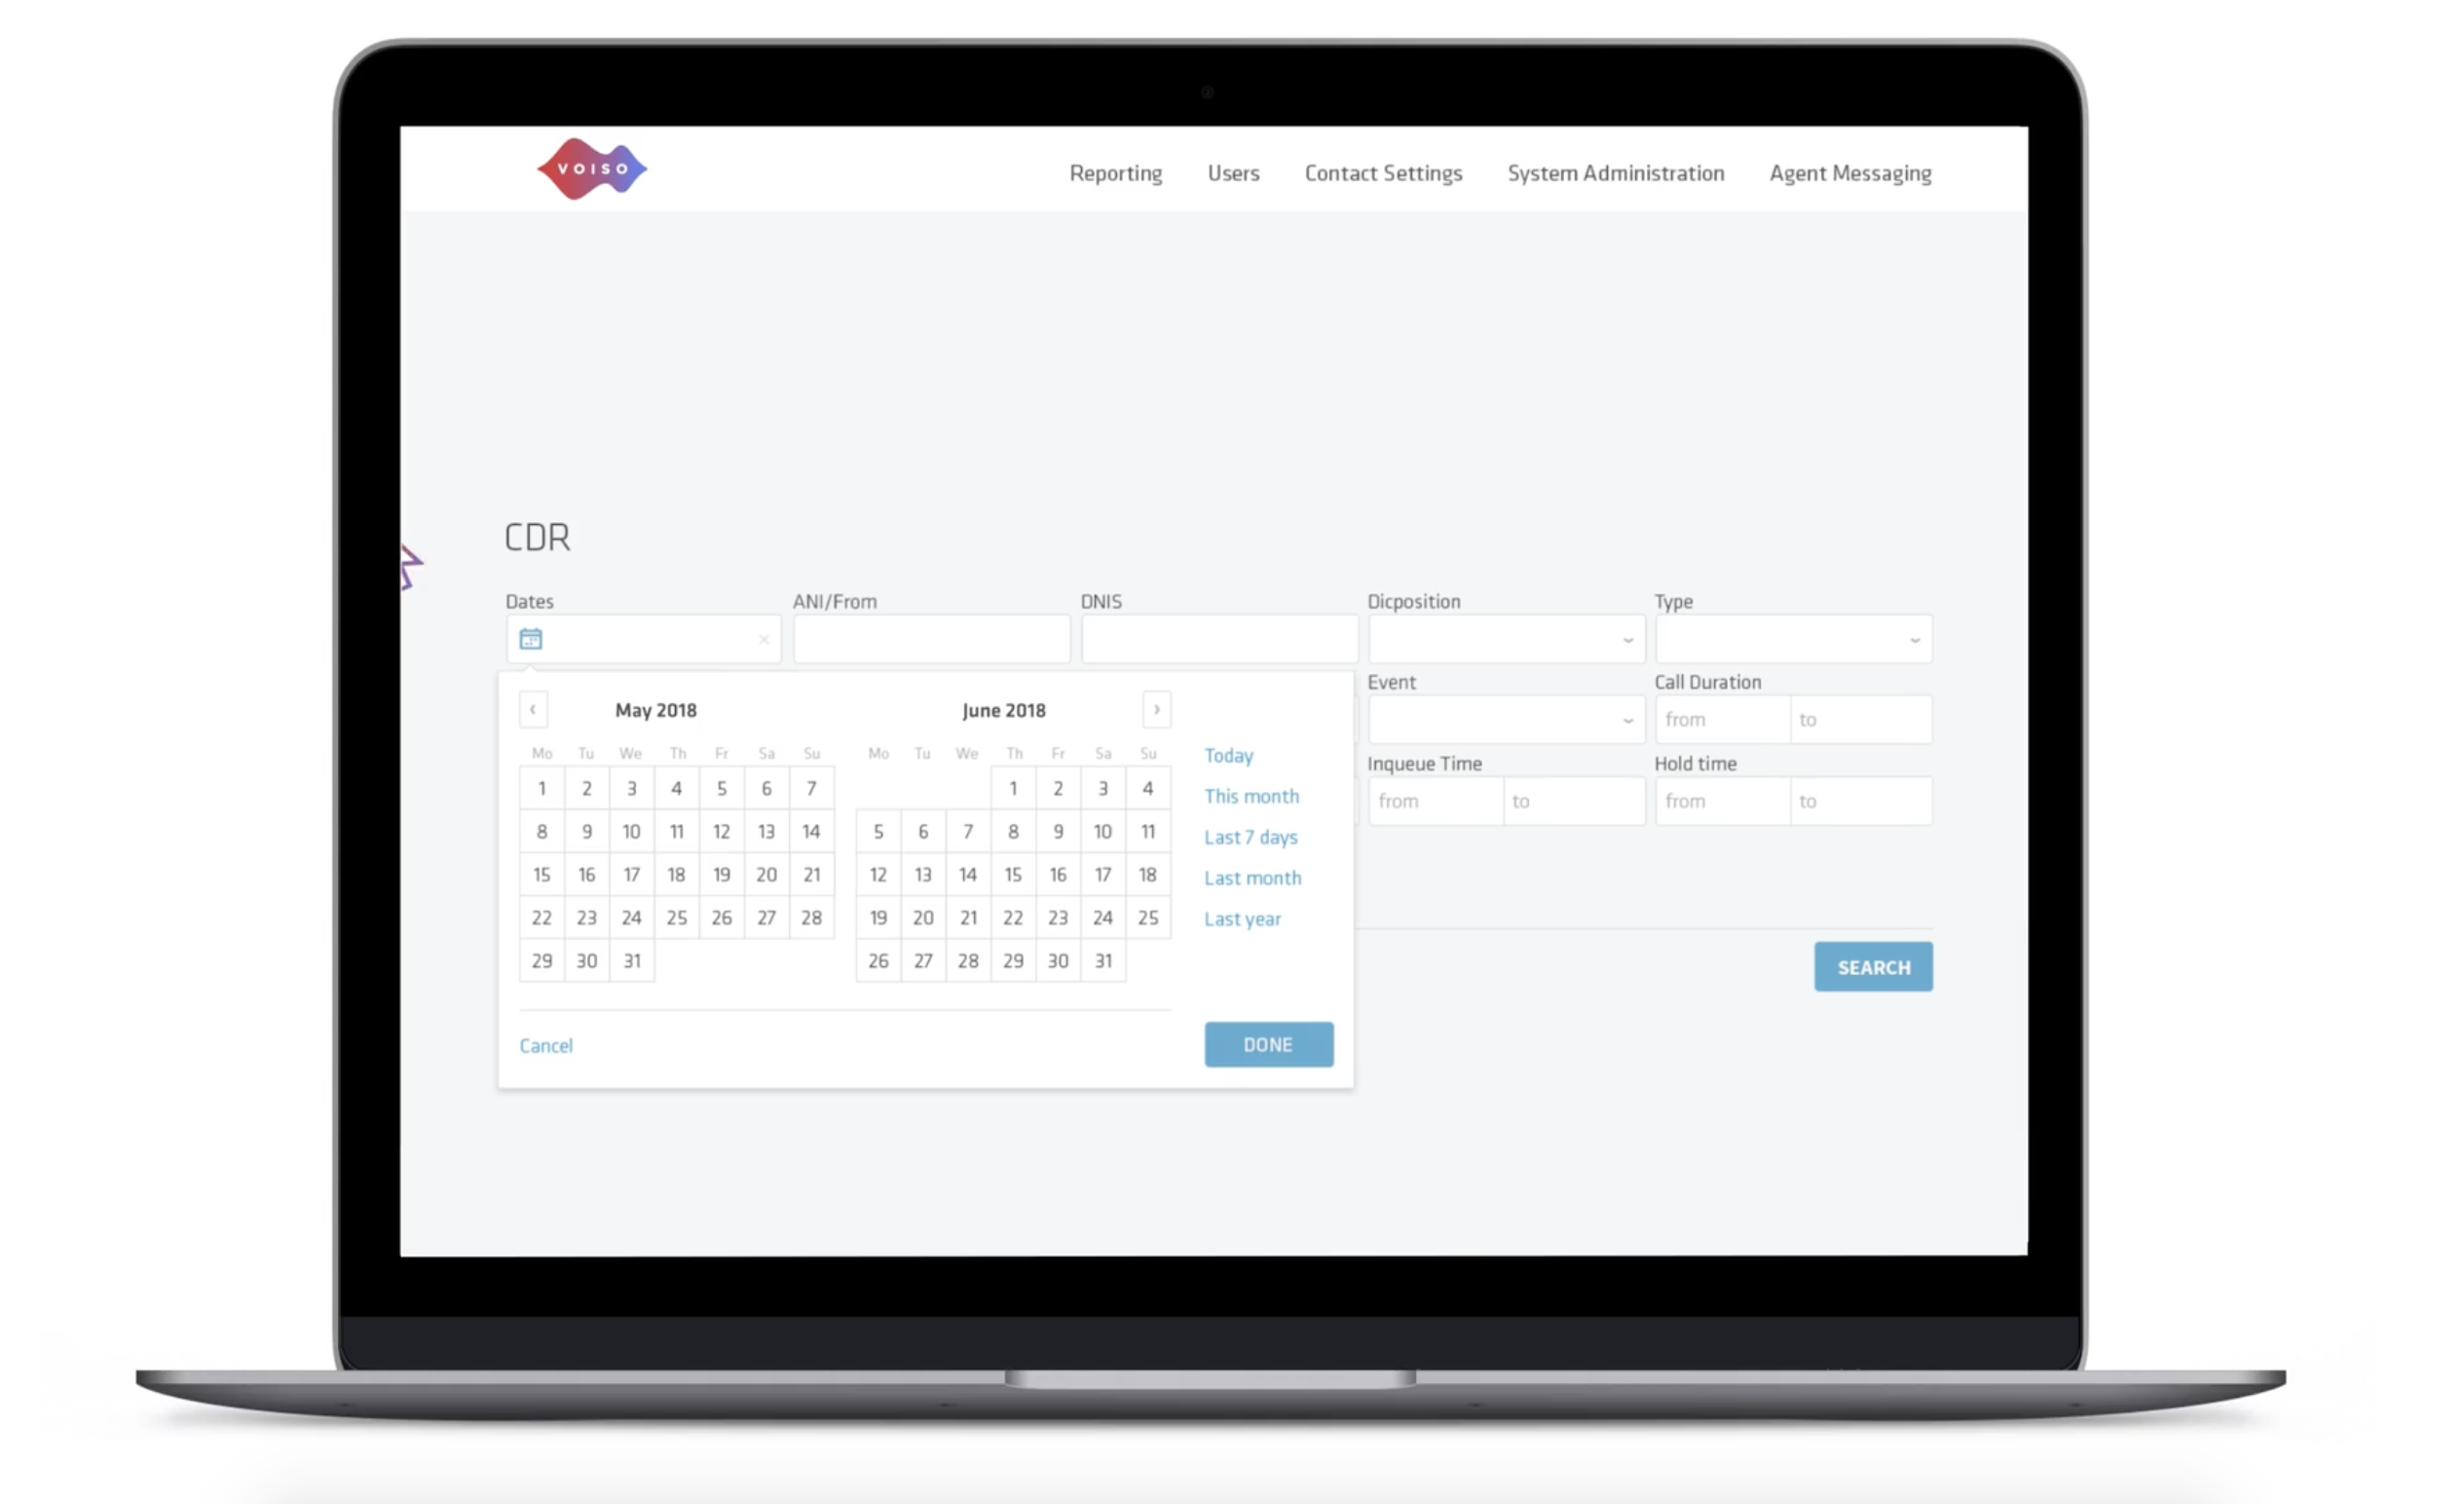 VOISO
Reporting Users Contact Settings System Administration Agent Messaging
CDR
Dates ANI/From DNIS Dicposition Type
May 2018 June 2018
Mo Tu We Th Fr Sa Su Mo Tu We Th Fr Sa Su
1 2 3 4 5 6 7 1 2 3 4
8 9 10 11 12 13 14 5 6 7 8 9 10 11
15 16 17 18 19 20 21 12 13 14 15 16 17 18
22 23 24 25 26 27 28 19 20 21 22 23 24 25
29 30 31 26 27 28 29 30 31
Today
This month
Last 7 days
Last month
Last year
Cancel DONE
Event Call Duration
from to
Inqueue Time Hold time
from to from to
SEARCH